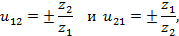 u₁₂ = ± z₂/z₁ и u₂₁ = ± z₁/z₂,